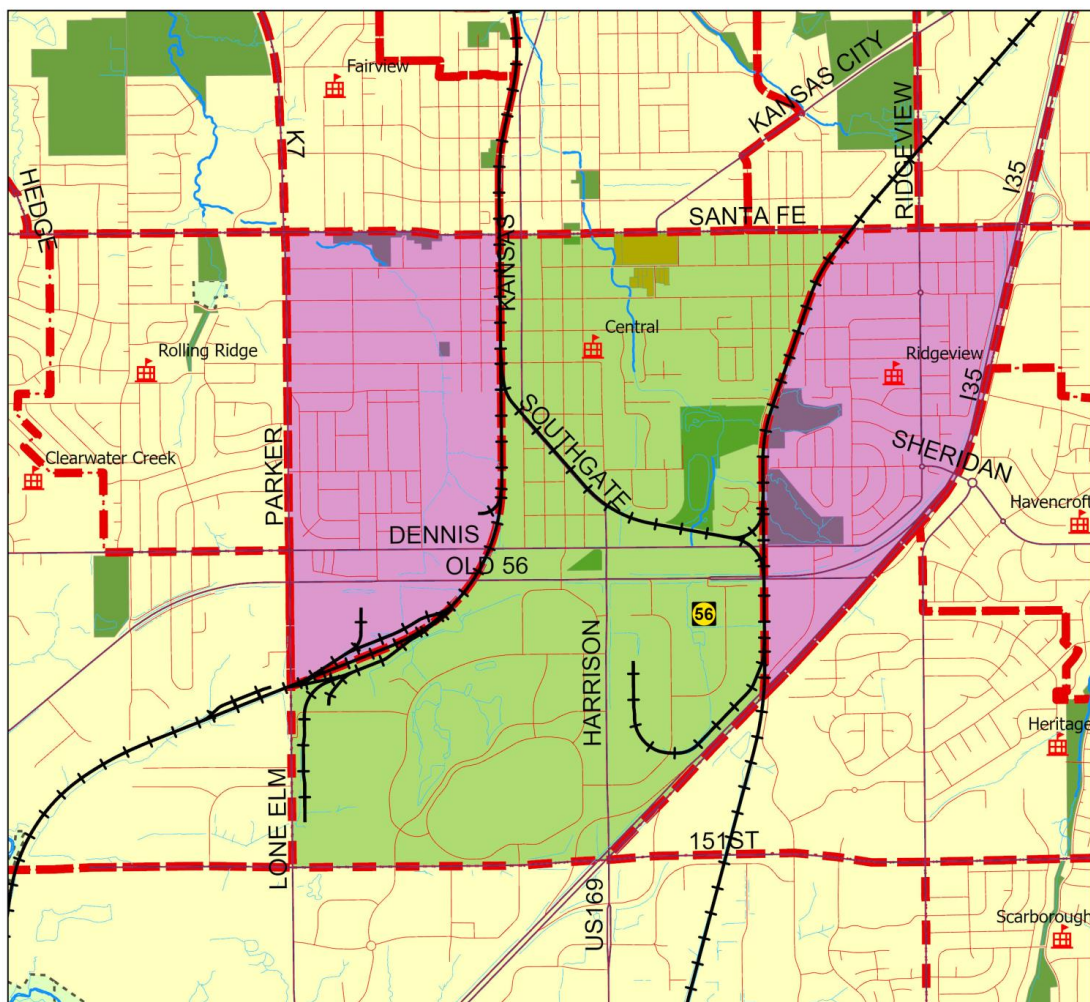 KANSAS CITY
Fairview
K7
RIDGEVIEW
I35
HEDGE
SANTA FE
KANSAS
Central
Rolling Ridge
Ridgeview
I35
SOUTHGATE
SHERIDAN
Clearwater Creek
PARKER
Havencroft
DENNIS
OLD 56
56
HARRISON
Heritage
LONE ELM
151ST
US169
Scarborough